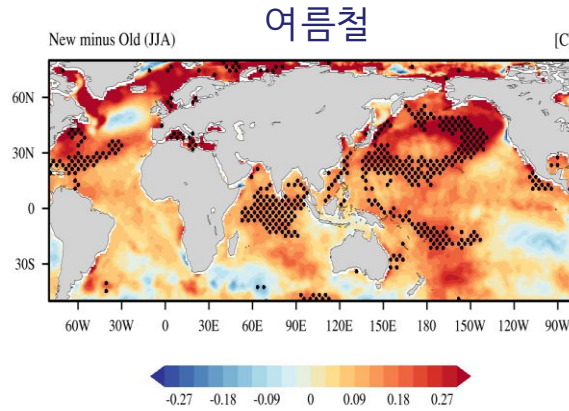 여름철
New minus Old (JJA)
[C
60N
30N
0
30S
60W 30W 0 30E 60E 90E 120E 150E 180 150W 120W 90W
-0.27 -0.18 -0.09 0 0.09 0.18 0.27